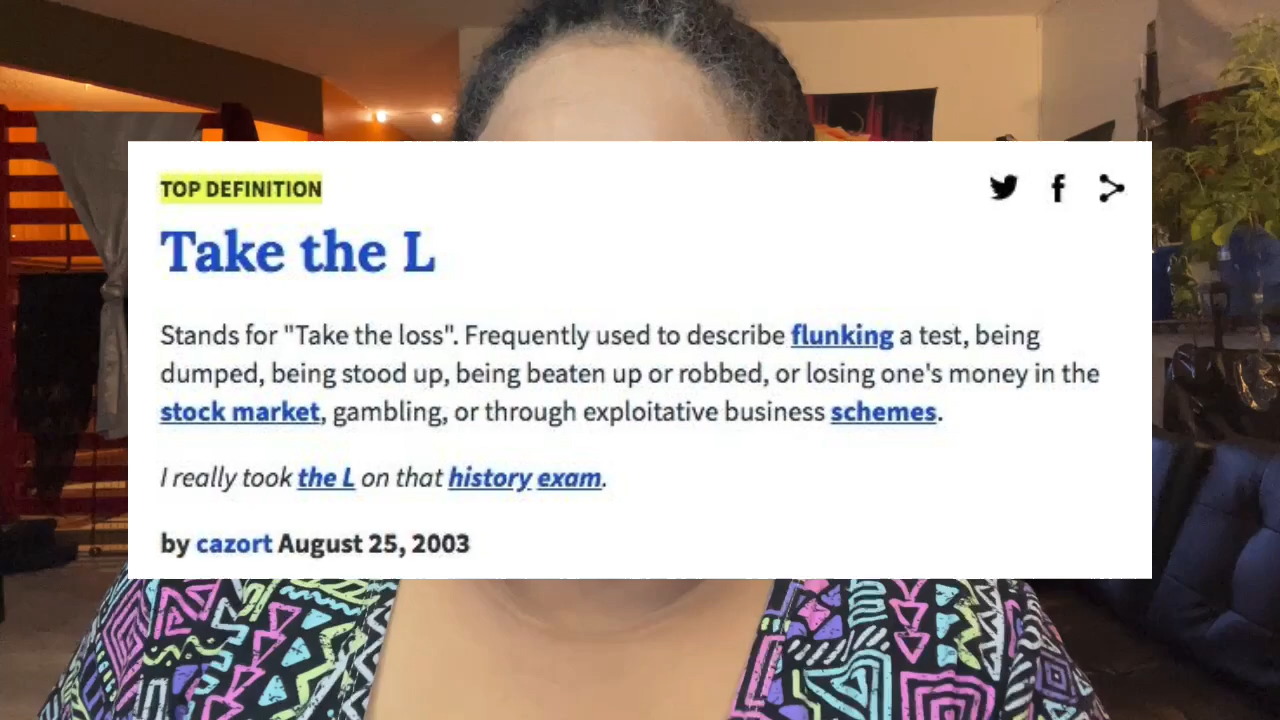 TOP DEFINITION
Take the L
Stands for "Take the loss". Frequently used to describe flunking a test, being
dumped, being stood up, being beaten up or robbed, or losing one's money in the
stock market, gambling, or through exploitative business schemes.
I really took the L on that history exam.
by cazort August 25, 2003